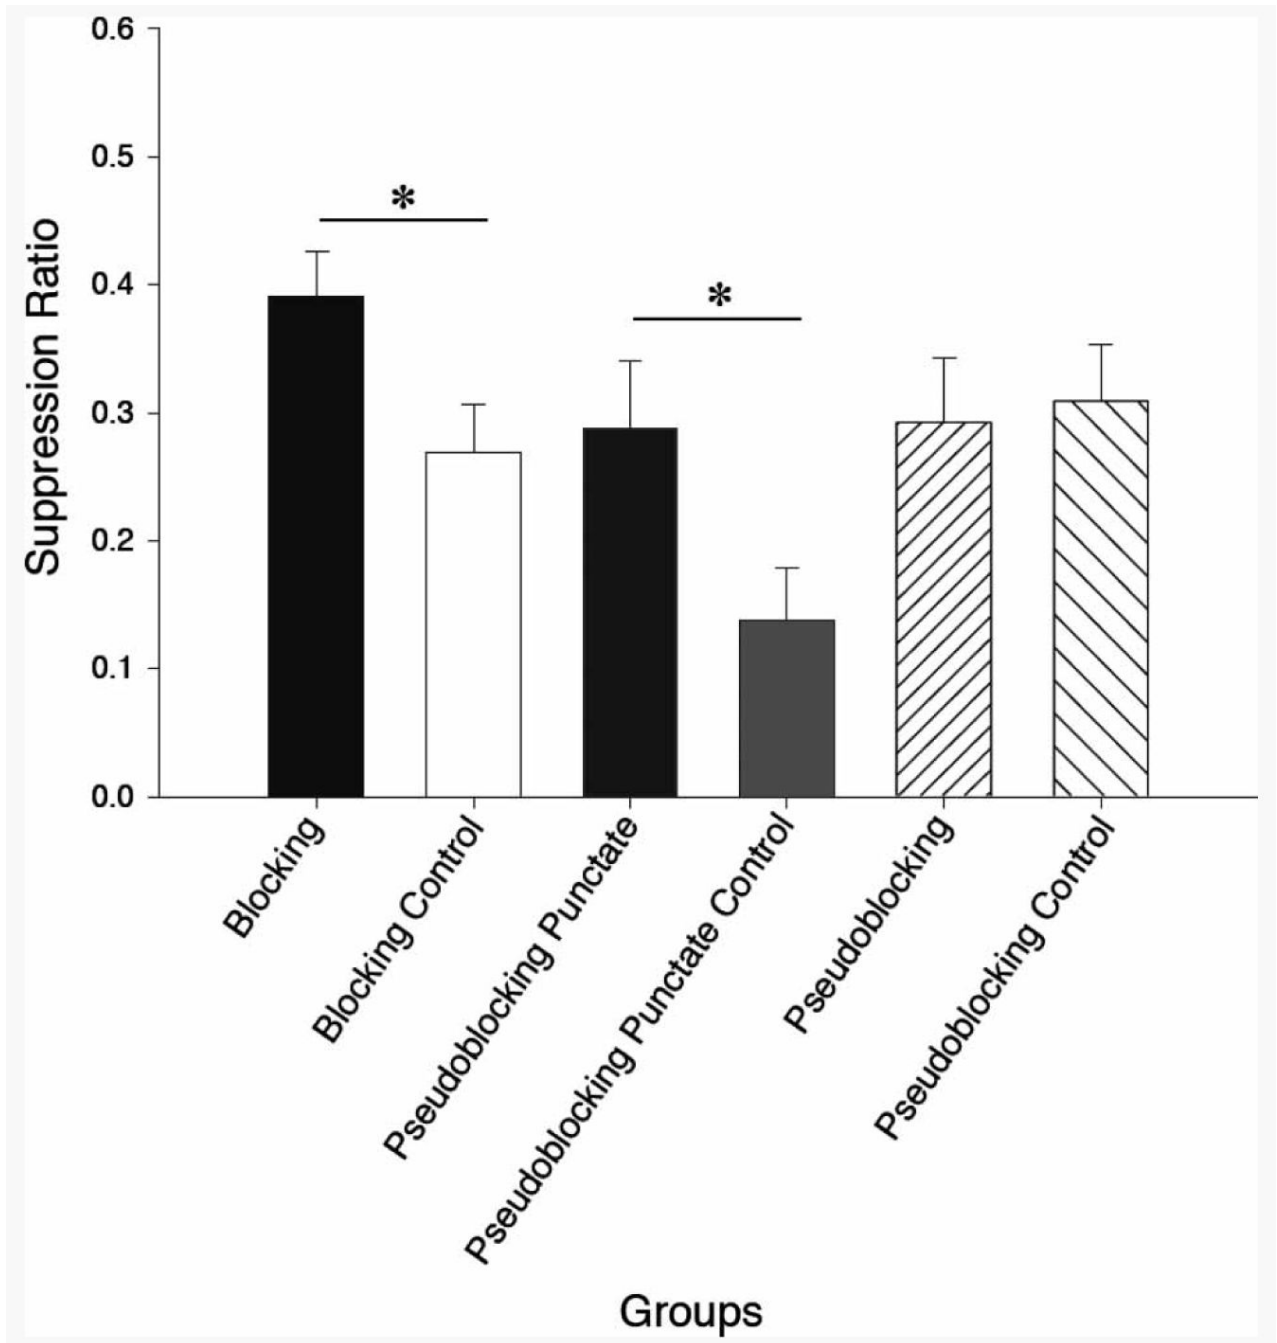 0.6
0.5
0.4
0.3
0.2
0.1
0.0
Suppression Ratio
*
*
Blocking
Blocking Control
Pseudoblocking Punctate
Pseudoblocking Punctate Control
Pseudoblocking
Pseudoblocking Control
Groups